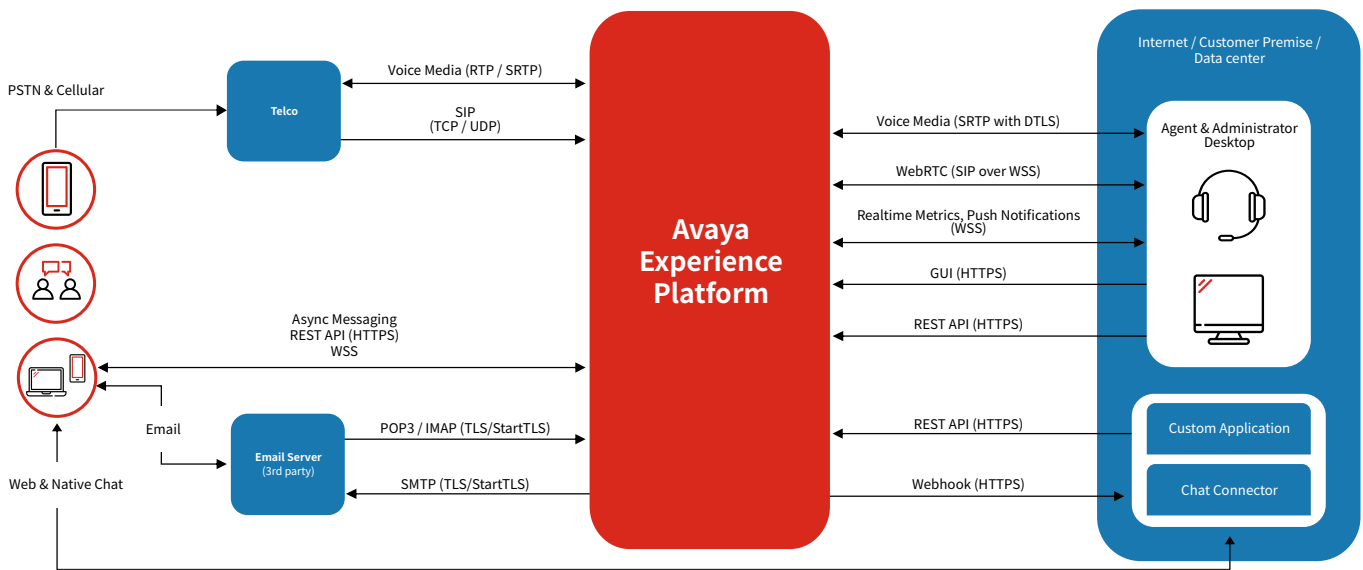 PSTN & Cellular
Telco
Voice Media (RTP / SRTP)
SIP
(TCP / UDP)
Async Messaging
REST API (HTTPS)
WSS
Email
Web & Native Chat
Email Server
(3rd party)
POP3 / IMAP (TLS/StartTLS)
SMTP (TLS/StartTLS)
Avaya
Experience
Platform
Voice Media (SRTP with DTLS)
WebRTC (SIP over WSS)
Realtime Metrics, Push Notifications
(WSS)
GUI (HTTPS)
REST API (HTTPS)
REST API (HTTPS)
Webhook (HTTPS)
Internet / Customer Premise /
Data center
Agent & Administrator
Desktop
Custom Application
Chat Connector